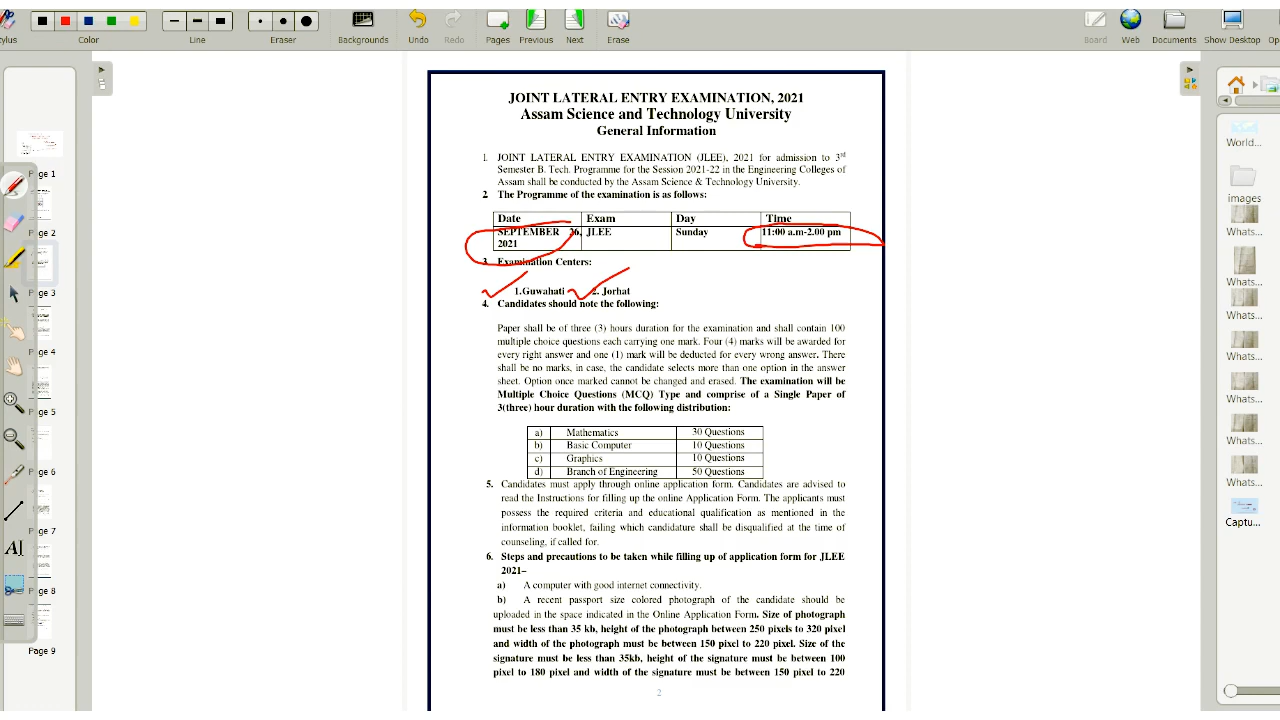 tylus
Color
Line
Eraser
Backgrounds
Undo
Redo
Pages
Previous
Next
Erase
Board
Web
Documents
Show Desktop
Op
JOINT LATERAL ENTRY EXAMINATION, 2021
Assam Science and Technology University
General Information
1. JOINT LATERAL ENTRY EXAMINATION (JLEE), 2021 for admission to 3rd
Semester B. Tech. Programme for the Session 2021-22 in the Engineering Colleges of
Assam shall be conducted by the Assam Science & Technology University.
2. The Programme of the examination is as follows:
Date Exam Day Time
SEPTEMBER 26, JLEE Sunday 11:00 a.m-2.00 pm
2021
3. Examination Centers:
1.Guwahati 2. Jorhat
4. Candidates should note the following:
Paper shall be of three (3) hours duration for the examination and shall contain 100
multiple choice questions each carrying one mark. Four (4) marks will be awarded for
every right answer and one (1) mark will be deducted for every wrong answer. There
shall be no marks, in case, the candidate selects more than one option in the answer
sheet. Option once marked cannot be changed and erased. The examination will be
Multiple Choice Questions (MCQ) Type and comprise of a Single Paper of
3(three) hour duration with the following distribution:
a) Mathematics 30 Questions
b) Basic Computer 10 Questions
c) Graphics 10 Questions
d) Branch of Engineering 50 Questions
5. Candidates must apply through online application form. Candidates are advised to
read the Instructions for filling up the online Application Form. The applicants must
possess the required criteria and educational qualification as mentioned in the
information booklet, failing which candidature shall be disqualified at the time of
counseling, if called for.
6. Steps and precautions to be taken while filling up of application form for JLEE
2021–
a) A computer with good internet connectivity.
b) A recent passport size colored photograph of the candidate should be
uploaded in the space indicated in the Online Application Form. Size of photograph
must be less than 35 kb, height of the photograph between 250 pixels to 320 pixel
and width of the photograph must be between 150 pixel to 220 pixel. Size of the
signature must be less than 35kb, height of the signature must be between 100
pixel to 180 pixel and width of the signature must be between 150 pixel to 220
2
Page 1
Page 2
Page 3
Page 4
Page 5
Page 6
Page 7
Page 8
Page 9
World...
images
Whats...
Whats...
Whats...
Whats...
Whats...
Whats...
Captu...